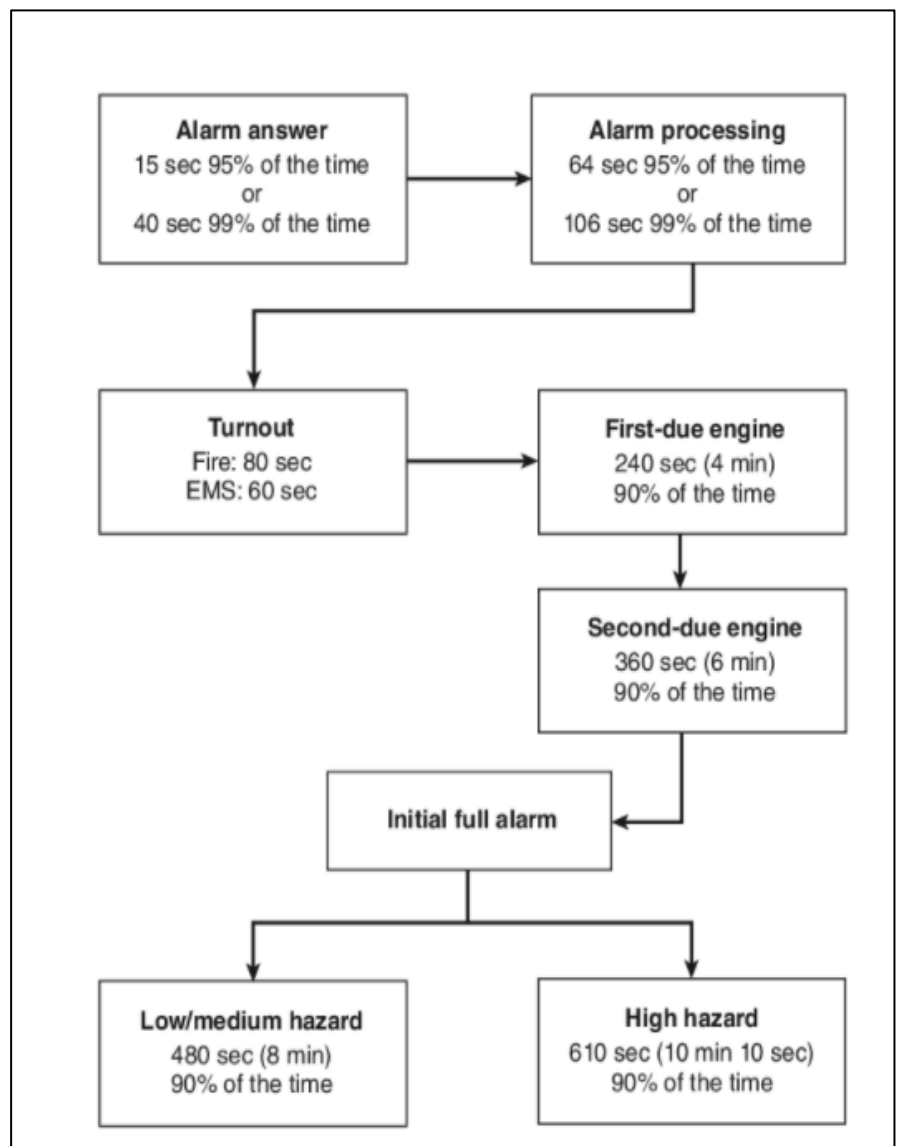 Alarm answer
15 sec 95% of the time
or
40 sec 99% of the time
Alarm processing
64 sec 95% of the time
or
106 sec 99% of the time
Turnout
Fire: 80 sec
EMS: 60 sec
First-due engine
240 sec (4 min)
90% of the time
Second-due engine
360 sec (6 min)
90% of the time
Initial full alarm
Low/medium hazard
480 sec (8 min)
90% of the time
High hazard
610 sec (10 min 10 sec)
90% of the time